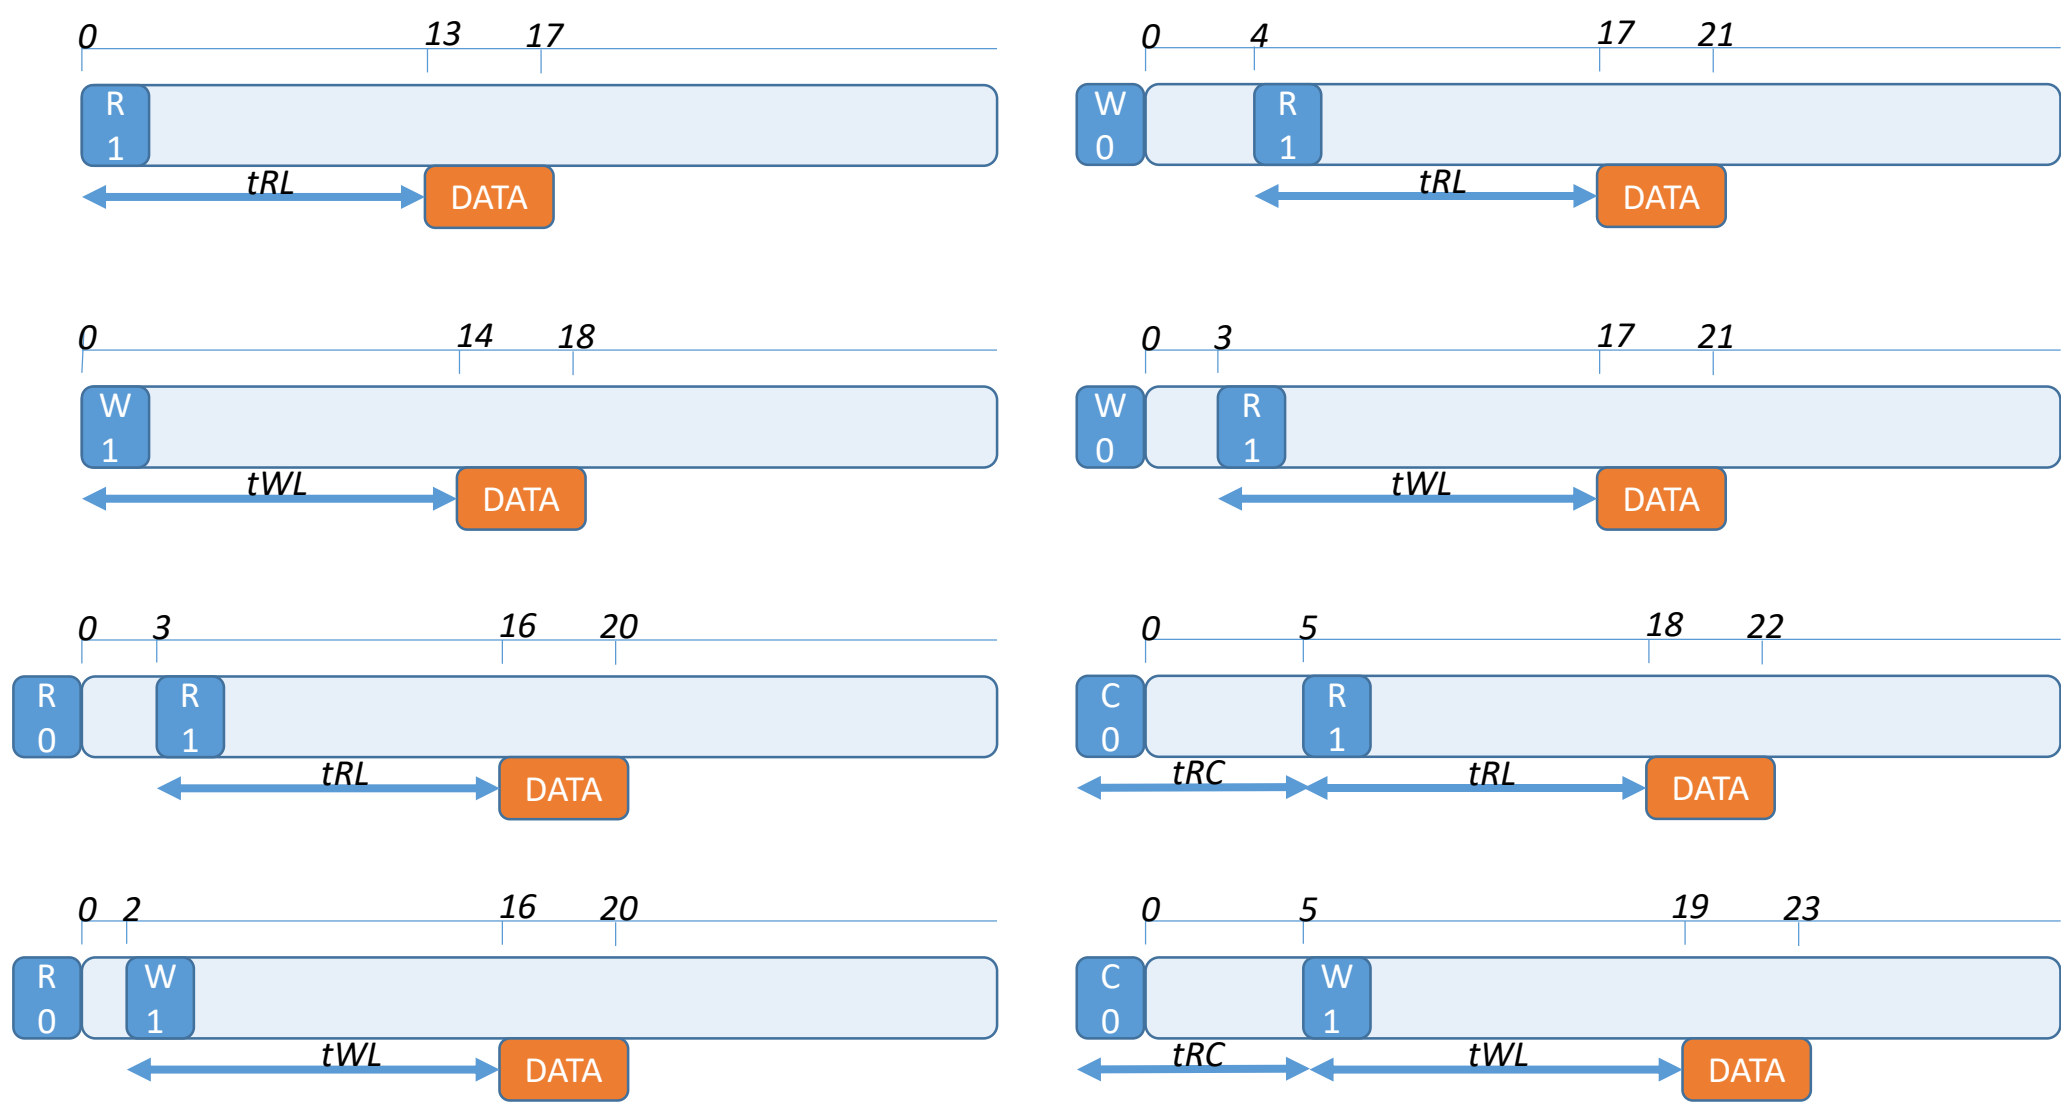 0 13 17
R
1
tRL
DATA
0 14 18
W
1
tWL
DATA
0 3 16 20
R
0
R
1
tRL
DATA
0 2 16 20
R
0
W
1
tWL
DATA
0 4 17 21
W
0
R
1
tRL
DATA
0 3 17 21
W
0
R
1
tWL
DATA
0 5 18 22
C
0
R
1
tRC tRL
DATA
0 5 19 23
C
0
W
1
tRC tWL
DATA